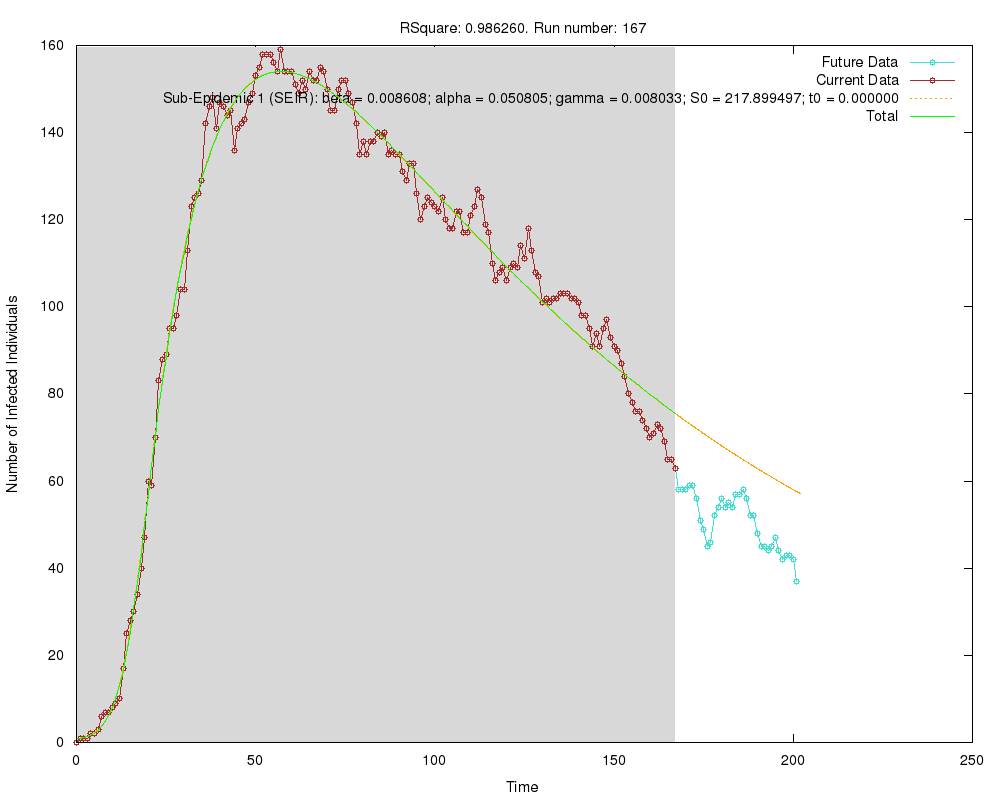 RSquare: 0.986260. Run number: 167
Future Data
Current Data
Sub-Epidemic 1 (SEIR): beta = 0.008608; alpha = 0.050805; gamma = 0.008033; S0 = 217.899497; t0 = 0.000000
Total
160
140
120
100
80
60
40
20
0
Number of Infected Individuals
0 50 100 150 200 250
Time